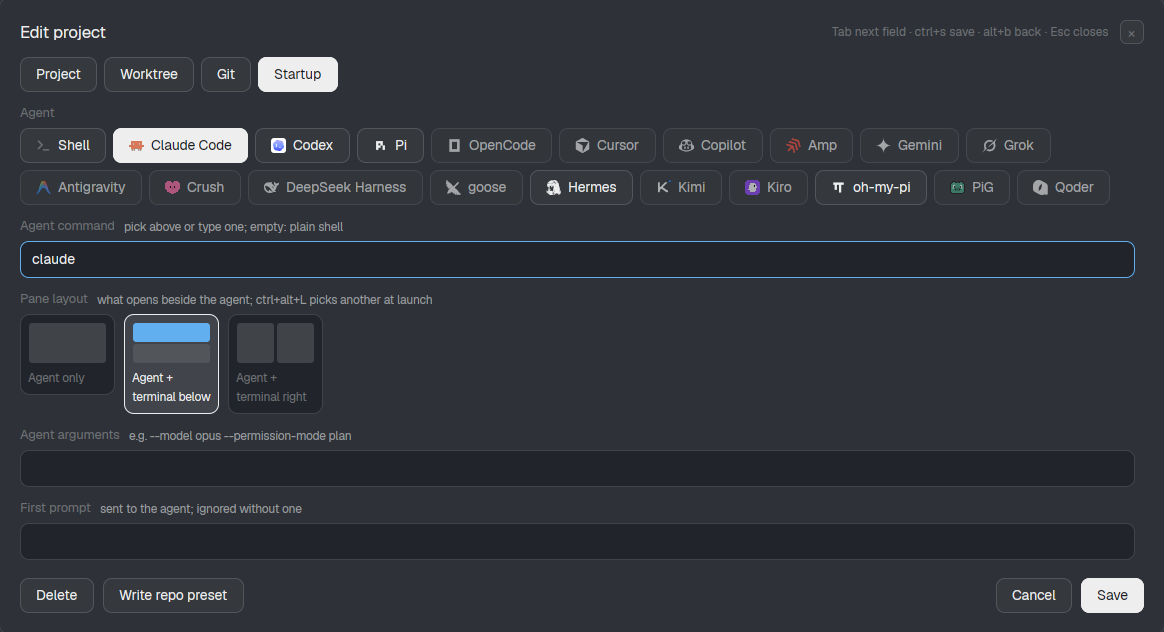 Edit project
Tab next field · ctrl+s save · alt+b back · Esc closes ×
Project Worktree Git Startup
Agent
Shell Claude Code Codex Pi OpenCode Cursor Copilot Amp Gemini Grok
Antigravity Crush DeepSeek Harness goose Hermes Kimi Kiro oh-my-pi PiG Qoder
Agent command pick above or type one; empty: plain shell
claude
Pane layout what opens beside the agent; ctrl+alt+L picks another at launch
Agent only
Agent +
terminal below
Agent +
terminal right
Agent arguments e.g. --model opus --permission-mode plan
First prompt sent to the agent; ignored without one
Delete Write repo preset Cancel Save